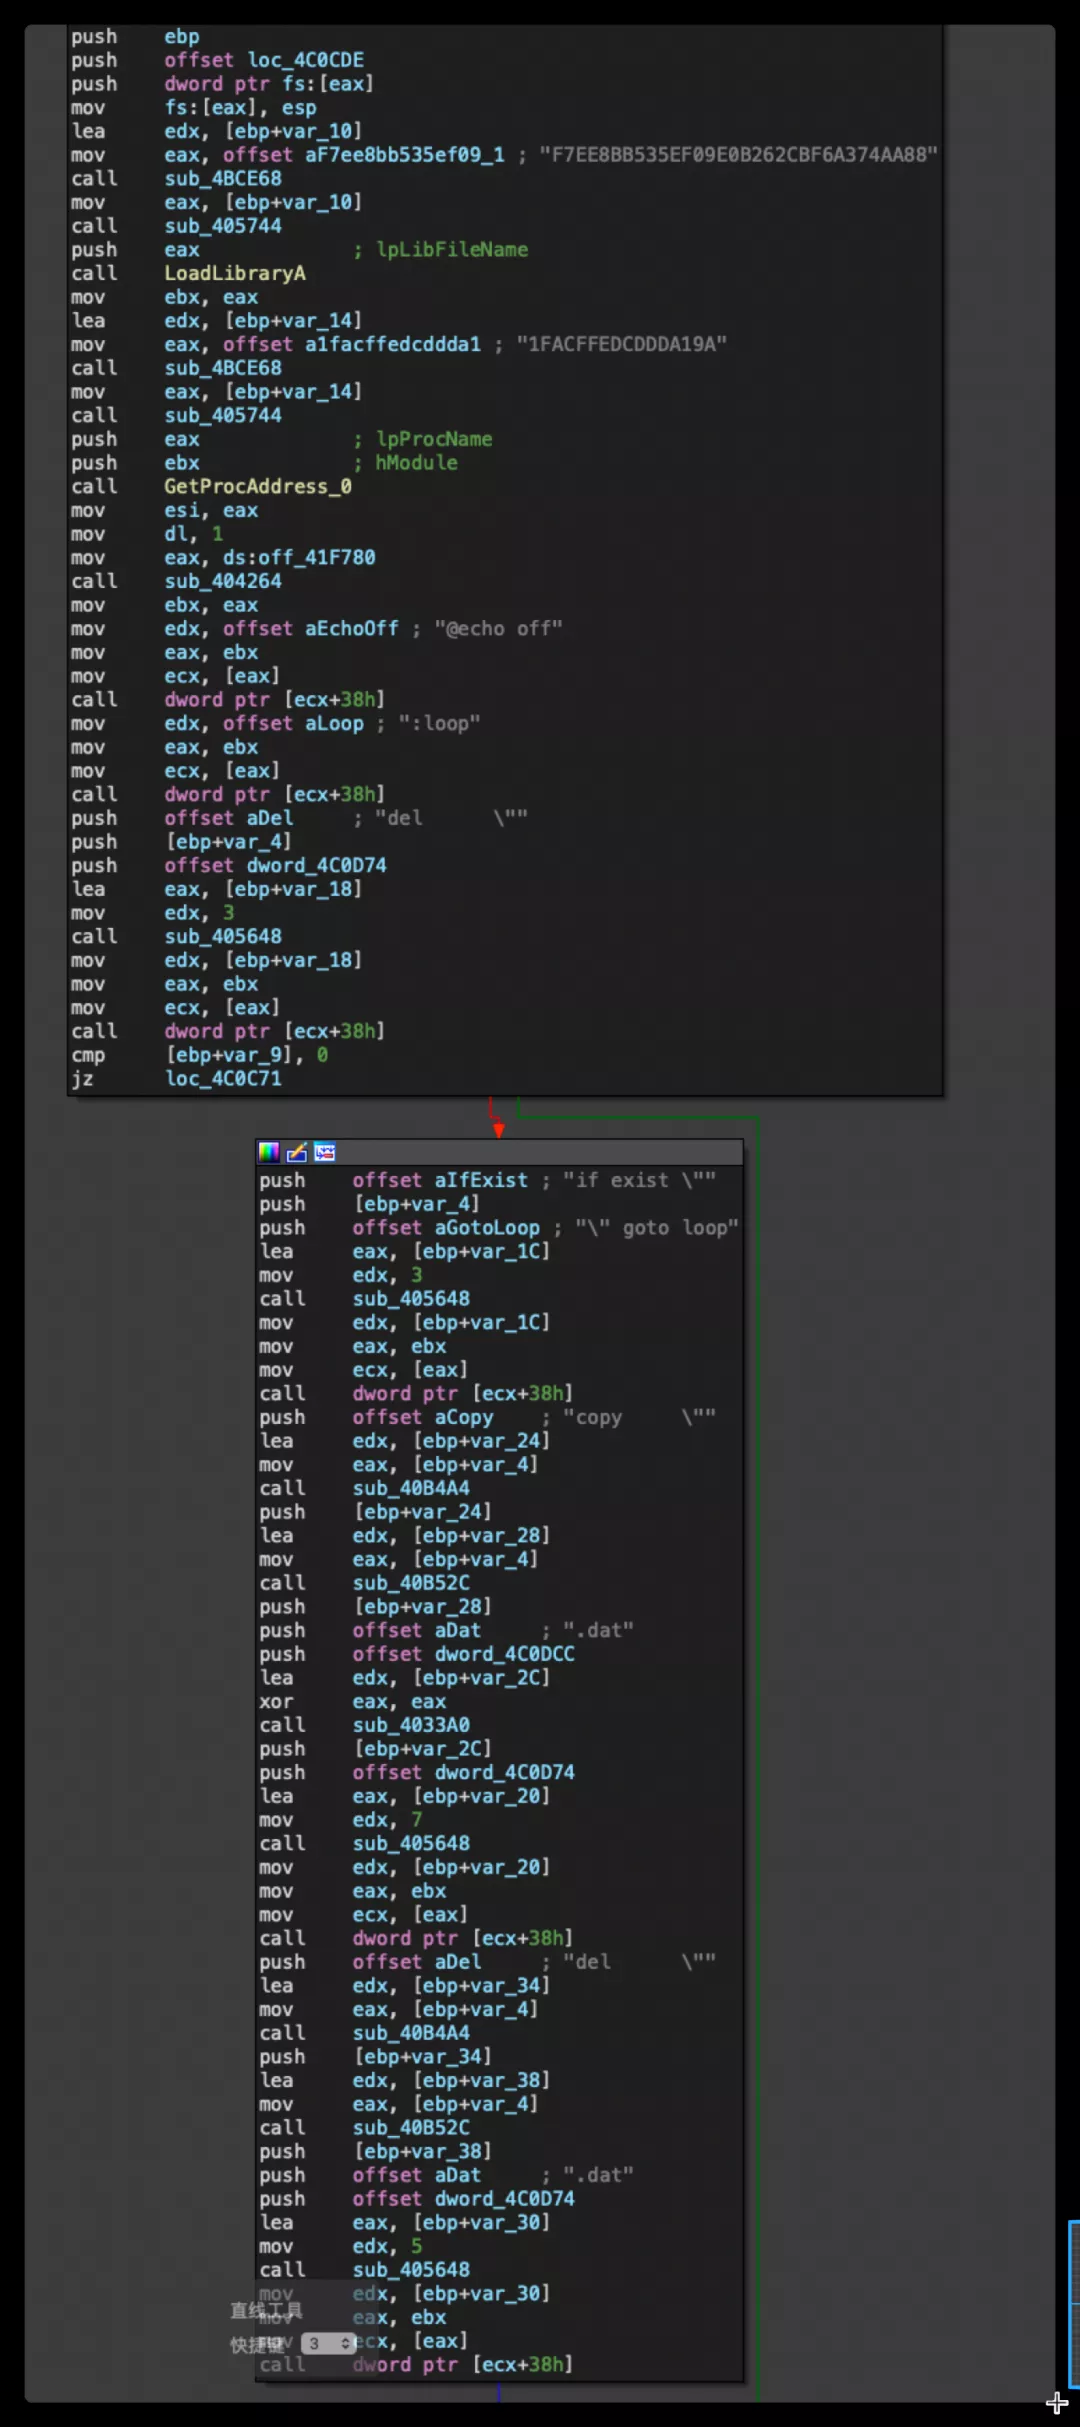 push ebp
push offset loc_4C0CDE
push dword ptr fs:[eax]
mov fs:[eax], esp
lea edx, [ebp+var_10]
mov eax, offset aF7ee8bb535ef09_1 ; "F7EE8BB535EF09E0B262CBF6A374AA88"
call sub_4BCE68
mov eax, [ebp+var_10]
call sub_405744
push eax ; lpLibFileName
call LoadLibraryA
mov ebx, eax
lea edx, [ebp+var_14]
mov eax, offset a1facffedcddda1 ; "1FACFFEDCDDDA19A"
call sub_4BCE68
mov eax, [ebp+var_14]
call sub_405744
push eax ; lpProcName
push ebx ; hModule
call GetProcAddress_0
mov esi, eax
mov dl, 1
mov eax, ds:off_41F780
call sub_404264
mov ebx, eax
mov edx, offset aEchoOff ; "@echo off"
mov eax, ebx
mov ecx, [eax]
call dword ptr [ecx+38h]
mov edx, offset aLoop ; ":loop"
mov eax, ebx
mov ecx, [eax]
call dword ptr [ecx+38h]
push offset aDel ; "del \""
push [ebp+var_4]
push offset dword_4C0D74
lea eax, [ebp+var_18]
mov edx, 3
call sub_405648
mov edx, [ebp+var_18]
mov eax, ebx
mov ecx, [eax]
call dword ptr [ecx+38h]
cmp [ebp+var_9], 0
jz loc_4C0C71
push offset aIfExist ; "if exist \""
push [ebp+var_4]
push offset aGotoLoop ; "\" goto loop"
lea eax, [ebp+var_1C]
mov edx, 3
call sub_405648
mov edx, [ebp+var_1C]
mov eax, ebx
mov ecx, [eax]
call dword ptr [ecx+38h]
push offset aCopy ; "copy \""
lea edx, [ebp+var_24]
mov eax, [ebp+var_4]
call sub_40B4A4
push [ebp+var_24]
lea edx, [ebp+var_28]
mov eax, [ebp+var_4]
call sub_40B52C
push [ebp+var_28]
push offset aDat ; ".dat"
push offset dword_4C0DCC
lea edx, [ebp+var_2C]
xor eax, eax
call sub_4033A0
push [ebp+var_2C]
push offset dword_4C0D74
lea eax, [ebp+var_20]
mov edx, 7
call sub_405648
mov edx, [ebp+var_20]
mov eax, ebx
mov ecx, [eax]
call dword ptr [ecx+38h]
push offset aDel ; "del \""
lea edx, [ebp+var_34]
mov eax, [ebp+var_4]
call sub_40B4A4
push [ebp+var_34]
lea edx, [ebp+var_38]
mov eax, [ebp+var_4]
call sub_40B52C
push [ebp+var_38]
push offset aDat ; ".dat"
push offset dword_4C0D74
lea eax, [ebp+var_30]
mov edx, 5
call sub_405648
mov edx, [ebp+var_30]
直线工具
mov eax, ebx
快捷键 3
mov ecx, [eax]
call dword ptr [ecx+38h]